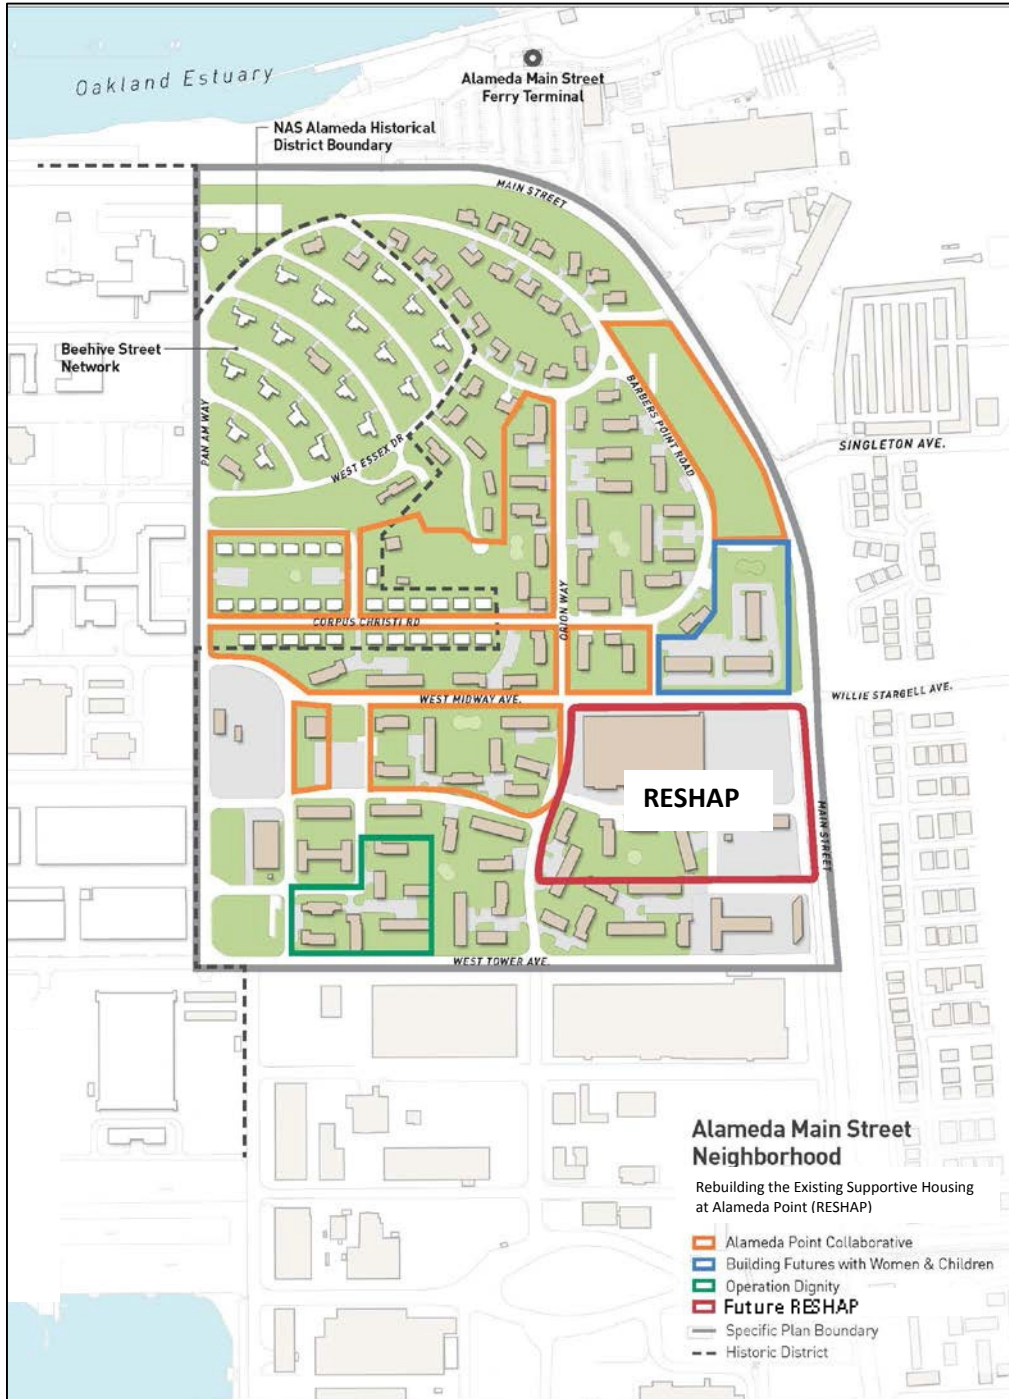 Oakland Estuary
Alameda Main Street
Ferry Terminal
NAS Alameda Historical
District Boundary
MAIN STREET
Beehive Street
Network
PAN AM WAY
WEST ESSEX DR
BARBERS POINT ROAD
SINGLETON AVE.
ORION WAY
CORPUS CHRISTI RD
WEST MIDWAY AVE.
WILLIE STARGELL AVE.
RESHAP
MAIN STREET
WEST TOWER AVE.
Alameda Main Street
Neighborhood
Rebuilding the Existing Supportive Housing
at Alameda Point (RESHAP)
Alameda Point Collaborative
Building Futures with Women & Children
Operation Dignity
Future RESHAP
Specific Plan Boundary
Historic District